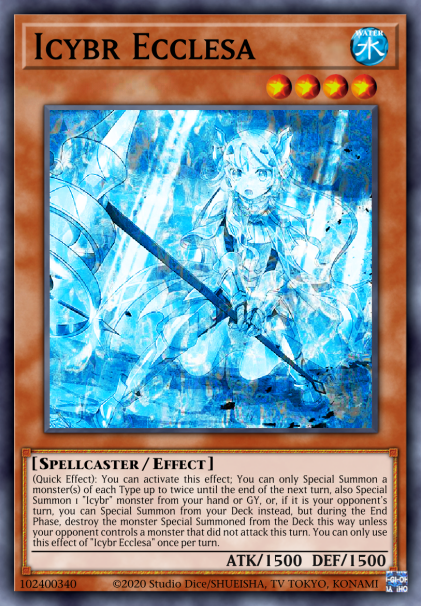 Icybr Ecclesa
WATER
水
[Spellcaster / Effect]
(Quick Effect): You can activate this effect; You can only Special Summon a
monster(s) of each Type up to twice until the end of the next turn, also Special
Summon 1 "Icybr" monster from your hand or GY, or, if it is your opponent's
turn, you can Special Summon from your Deck instead, but during the End
Phase, destroy the monster Special Summoned from the Deck this way unless
your opponent controls a monster that did not attack this turn. You can only use
this effect of "Icybr Ecclesa" once per turn.
ATK/1500 DEF/1500
102400340 ©2020 Studio Dice/SHUEISHA, TV TOKYO, KONAMI